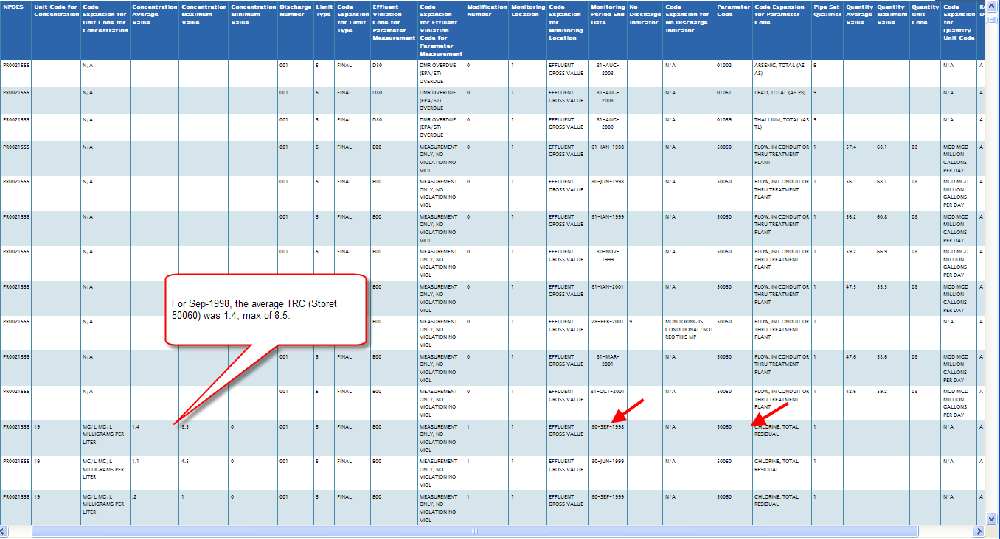 NPDES Unit Code for Code Concentration Concentration Concentration Discharge Limit Code Effluent Code Modification Monitoring Code Monitoring No Code Parameter Code Expansion Pipe Set Quantity Quantity Quantity Code
Concentration Expansion for Average Maximum Minimum Number Type Expansion Violation Expansion Number Location Expansion Period End Discharge Expansion for Code for Parameter Qualifier Average Maximum Unit Expansion
Unit Code for Value Value Value for Limit Code for for Effluent for Date Indicator No Discharge Code Value Value Code for
Concentration Type Parameter Violation Monitoring Indicator Quantity
Measurement Code for Location Unit Code
Parameter
Measurement
PR0021555 N/A 001 5 FINAL D30 DMR OVERDUE 0 1 EFFLUENT 31-AUG- N/A 01002 ARSENIC, TOTAL (AS 9 N/A A
(EPA/ST) GROSS VALUE 2003 AS)
OVERDUE
PR0021555 N/A 001 5 FINAL D30 DMR OVERDUE 0 1 EFFLUENT 31-AUG- N/A 01051 LEAD, TOTAL (AS PB) 9 N/A A
(EPA/ST) GROSS VALUE 2003
OVERDUE
PR0021555 N/A 001 5 FINAL D30 DMR OVERDUE 0 1 EFFLUENT 31-AUG- N/A 01059 THALLIUM, TOTAL (AS 9 N/A A
(EPA/ST) GROSS VALUE 2003 TL)
OVERDUE
PR0021555 N/A 001 5 FINAL E00 MEASUREMENT 0 1 EFFLUENT 31-JAN-1998 N/A 50050 FLOW, IN CONDUIT OR 1 57.4 63.1 03 MGD MGD A
ONLY, NO GROSS VALUE THRU TREATMENT MILLION
VIOLATION NO PLANT GALLONS
VIOL PER DAY
PR0021555 N/A 001 5 FINAL E00 MEASUREMENT 0 1 EFFLUENT 30-JUN-1998 N/A 50050 FLOW, IN CONDUIT OR 1 56 68.1 03 MGD MGD A
ONLY, NO GROSS VALUE THRU TREATMENT MILLION
VIOLATION NO PLANT GALLONS
VIOL PER DAY
PR0021555 N/A 001 5 FINAL E00 MEASUREMENT 0 1 EFFLUENT 31-JAN-1999 N/A 50050 FLOW, IN CONDUIT OR 1 56.2 60.8 03 MGD MGD A
ONLY, NO GROSS VALUE THRU TREATMENT MILLION
VIOLATION NO PLANT GALLONS
VIOL PER DAY
PR0021555 N/A 001 5 FINAL E00 MEASUREMENT 0 1 EFFLUENT 30-NOV- N/A 50050 FLOW, IN CONDUIT OR 1 59.2 66.9 03 MGD MGD A
ONLY, NO GROSS VALUE 1999 THRU TREATMENT MILLION
VIOLATION NO PLANT GALLONS
VIOL PER DAY
PR0021555 N/A E00 MEASUREMENT 0 1 EFFLUENT 31-JAN-2001 N/A 50050 FLOW, IN CONDUIT OR 1 47.5 55.5 03 MGD MGD A
ONLY, NO GROSS VALUE THRU TREATMENT MILLION
VIOLATION NO PLANT GALLONS
VIOL PER DAY
For Sep-1998, the average TRC (Storet
50060) was 1.4, max of 8.5.
PR0021555 N/A E00 MEASUREMENT 0 1 EFFLUENT 28-FEB-2001 9 MONITORING IS 50050 FLOW, IN CONDUIT OR 1 N/A A
ONLY, NO GROSS VALUE CONDITIONAL/NOT THRU TREATMENT
VIOLATION NO REQ THIS MP PLANT
VIOL
PR0021555 N/A 001 5 FINAL E00 MEASUREMENT 0 1 EFFLUENT 31-MAR- N/A 50050 FLOW, IN CONDUIT OR 1 47.6 53.6 03 MGD MGD A
ONLY, NO GROSS VALUE 2001 THRU TREATMENT MILLION
VIOLATION NO PLANT GALLONS
VIOL PER DAY
PR0021555 N/A 001 5 FINAL E00 MEASUREMENT 0 1 EFFLUENT 31-OCT-2001 N/A 50050 FLOW, IN CONDUIT OR 1 42.6 59.2 03 MGD MGD A
ONLY, NO GROSS VALUE THRU TREATMENT MILLION
VIOLATION NO PLANT GALLONS
VIOL PER DAY
PR0021555 19 MG/L MG/L 1.4 8.5 0 001 5 FINAL E00 MEASUREMENT 1 1 EFFLUENT 30-SEP-1998 N/A 50060 CHLORINE, TOTAL 1 N/A A
MILLIGRAMS PER ONLY, NO GROSS VALUE RESIDUAL
LITER VIOLATION NO
VIOL
PR0021555 19 MG/L MG/L 1.1 4.5 0 001 5 FINAL E00 MEASUREMENT 1 1 EFFLUENT 30-JUN-1999 N/A 50060 CHLORINE, TOTAL 1 N/A A
MILLIGRAMS PER ONLY, NO GROSS VALUE RESIDUAL
LITER VIOLATION NO
VIOL
PR0021555 19 MG/L MG/L .2 1 0 001 5 FINAL E00 MEASUREMENT 1 1 EFFLUENT 30-SEP-1999 N/A 50060 CHLORINE, TOTAL 1 N/A A
MILLIGRAMS PER ONLY, NO GROSS VALUE RESIDUAL
LITER VIOLATION NO
VIOL